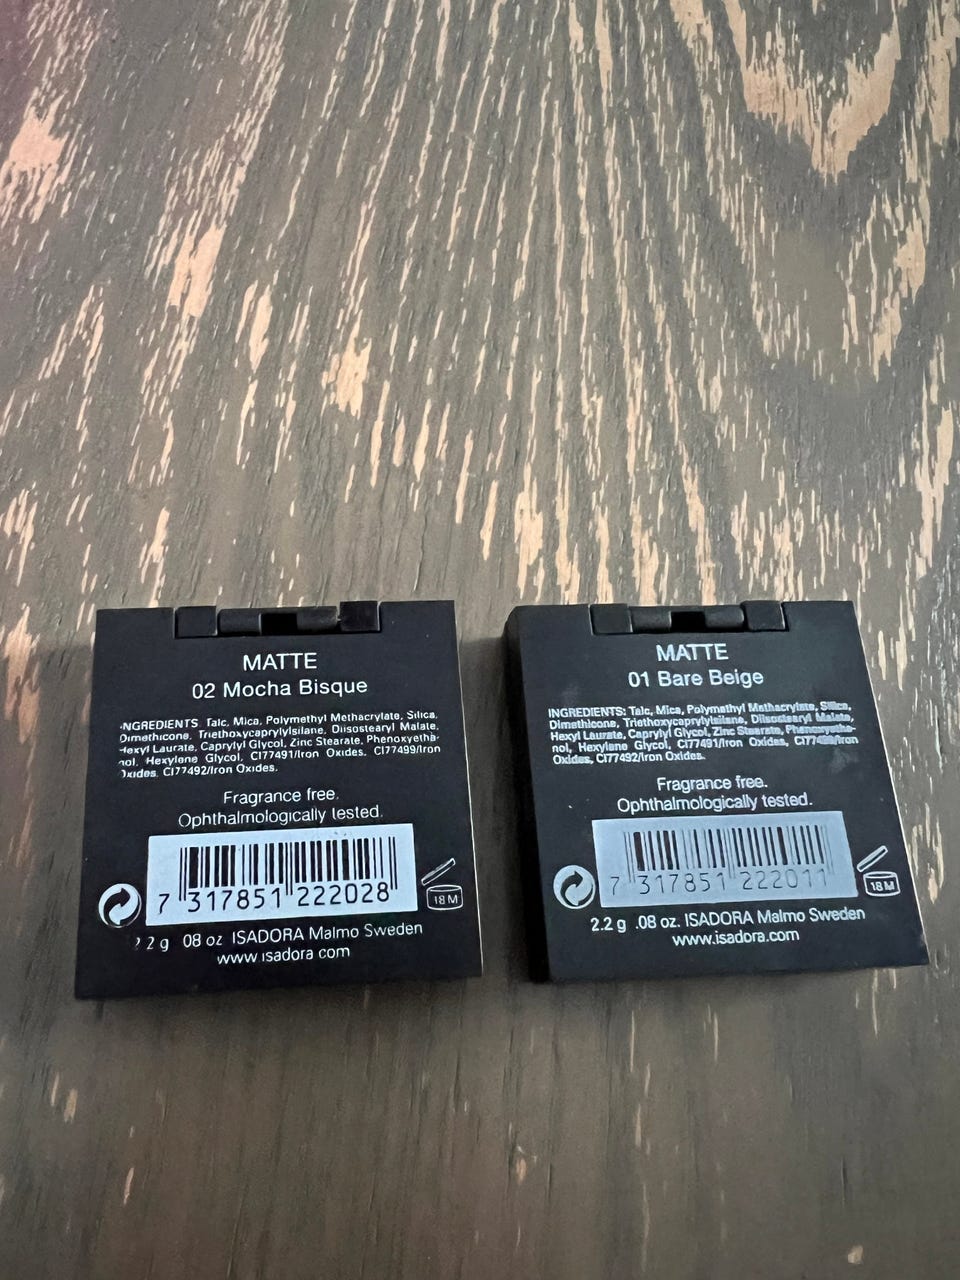 MATTE
02 Mocha Bisque
INGREDIENTS Talc, Mica, Polymethyl Methacrylate, Silica,
Dimethicone, Triethoxycaprylylsilane, Diisostearyl Malate,
Hexyl Laurate, Caprylyl Glycol, Zinc Stearate, Phenoxyetha-
nol, Hexylene Glycol, CI77491/Iron Oxides, CI77499/Iron
Oxides, CI77492/Iron Oxides.
Fragrance free.
Ophthalmologically tested.
7 317851 222028
18 M
2.2 g .08 oz ISADORA Malmo Sweden
www.isadora.com
MATTE
01 Bare Beige
INGREDIENTS: Talc, Mica, Polymethyl Methacrylate, Silica,
Dimethicone, Triethoxycaprylylsilane, Diisostearyl Malate,
Hexyl Laurate, Caprylyl Glycol, Zinc Stearate, Phenoxyetha-
nol, Hexylene Glycol, CI77491/Iron Oxides, CI77499/Iron
Oxides, CI77492/Iron Oxides.
Fragrance free.
Ophthalmologically tested.
7 317851 222011
18 M
2.2 g .08 oz. ISADORA Malmo Sweden
www.isadora.com